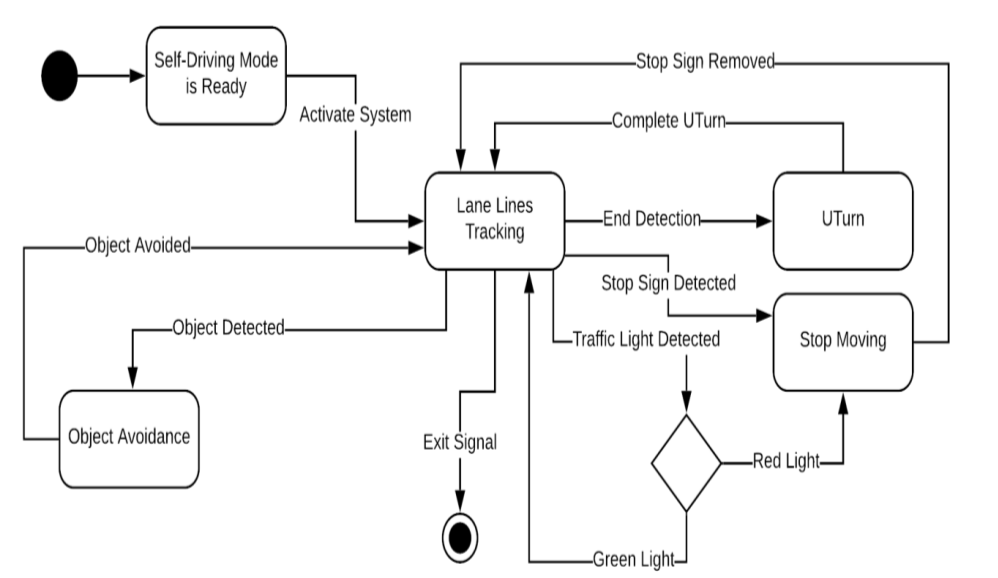 Self-Driving Mode
is Ready
Stop Sign Removed
Activate System
Complete UTurn
Lane Lines
Tracking
End Detection
UTurn
Object Avoided
Stop Sign Detected
Object Detected
Traffic Light Detected
Stop Moving
Object Avoidance
Exit Signal
Red Light
Green Light